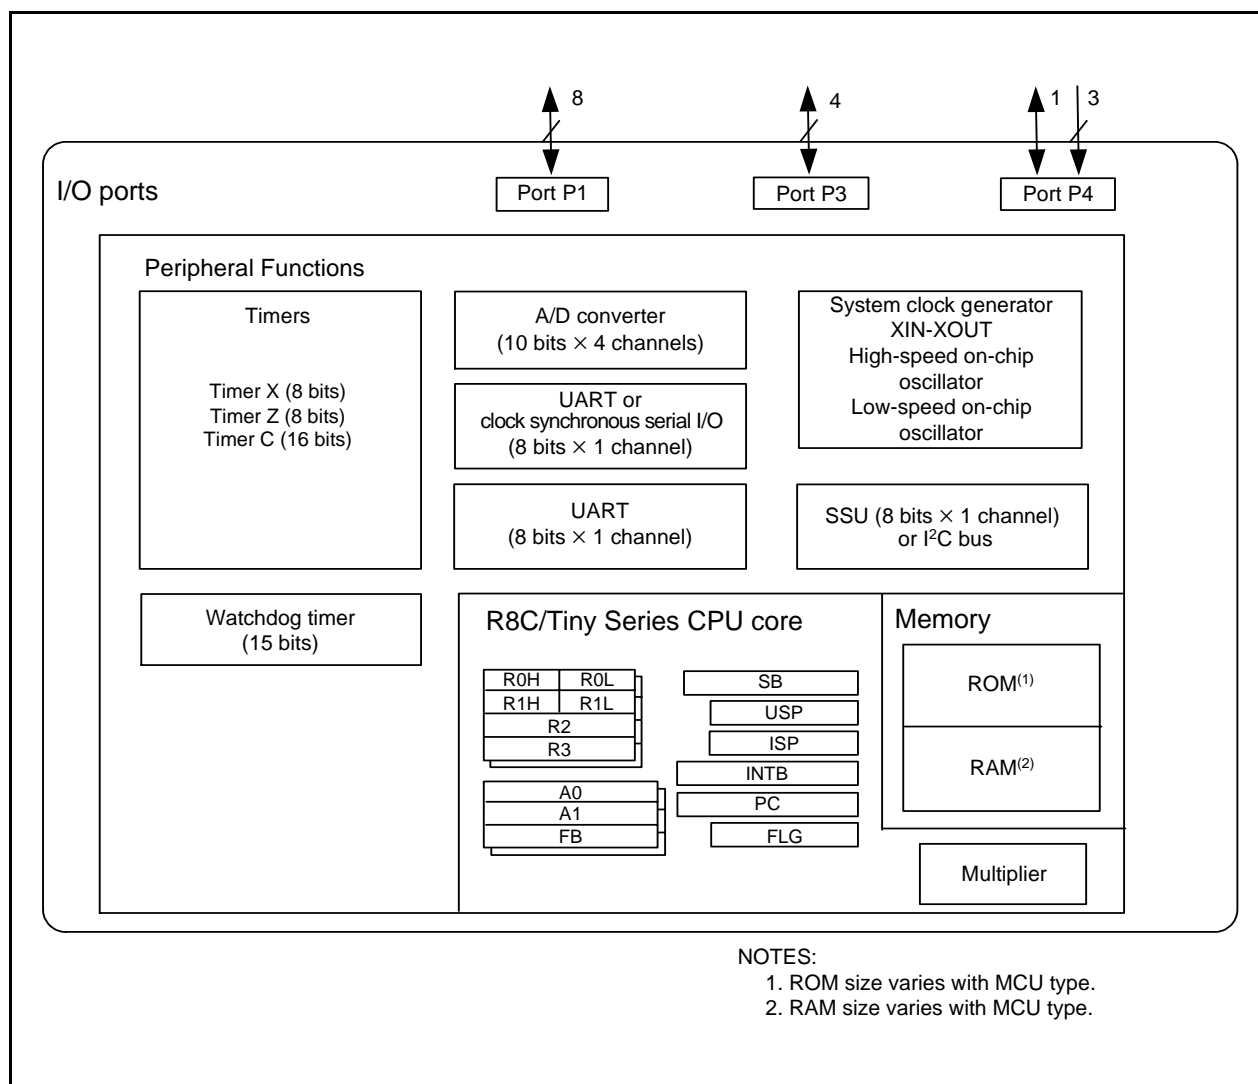 8
4
1
3
I/O ports
Port P1
Port P3
Port P4
Peripheral Functions
Timers
Timer X (8 bits)
Timer Z (8 bits)
Timer C (16 bits)
A/D converter
(10 bits × 4 channels)
UART or
clock synchronous serial I/O
(8 bits × 1 channel)
UART
(8 bits × 1 channel)
System clock generator
XIN-XOUT
High-speed on-chip
oscillator
Low-speed on-chip
oscillator
SSU (8 bits × 1 channel)
or I²C bus
Watchdog timer
(15 bits)
R8C/Tiny Series CPU core
R0H
R0L
R1H
R1L
R2
R3
A0
A1
FB
SB
USP
ISP
INTB
PC
FLG
Memory
ROM(1)
RAM(2)
Multiplier
NOTES:
1. ROM size varies with MCU type.
2. RAM size varies with MCU type.